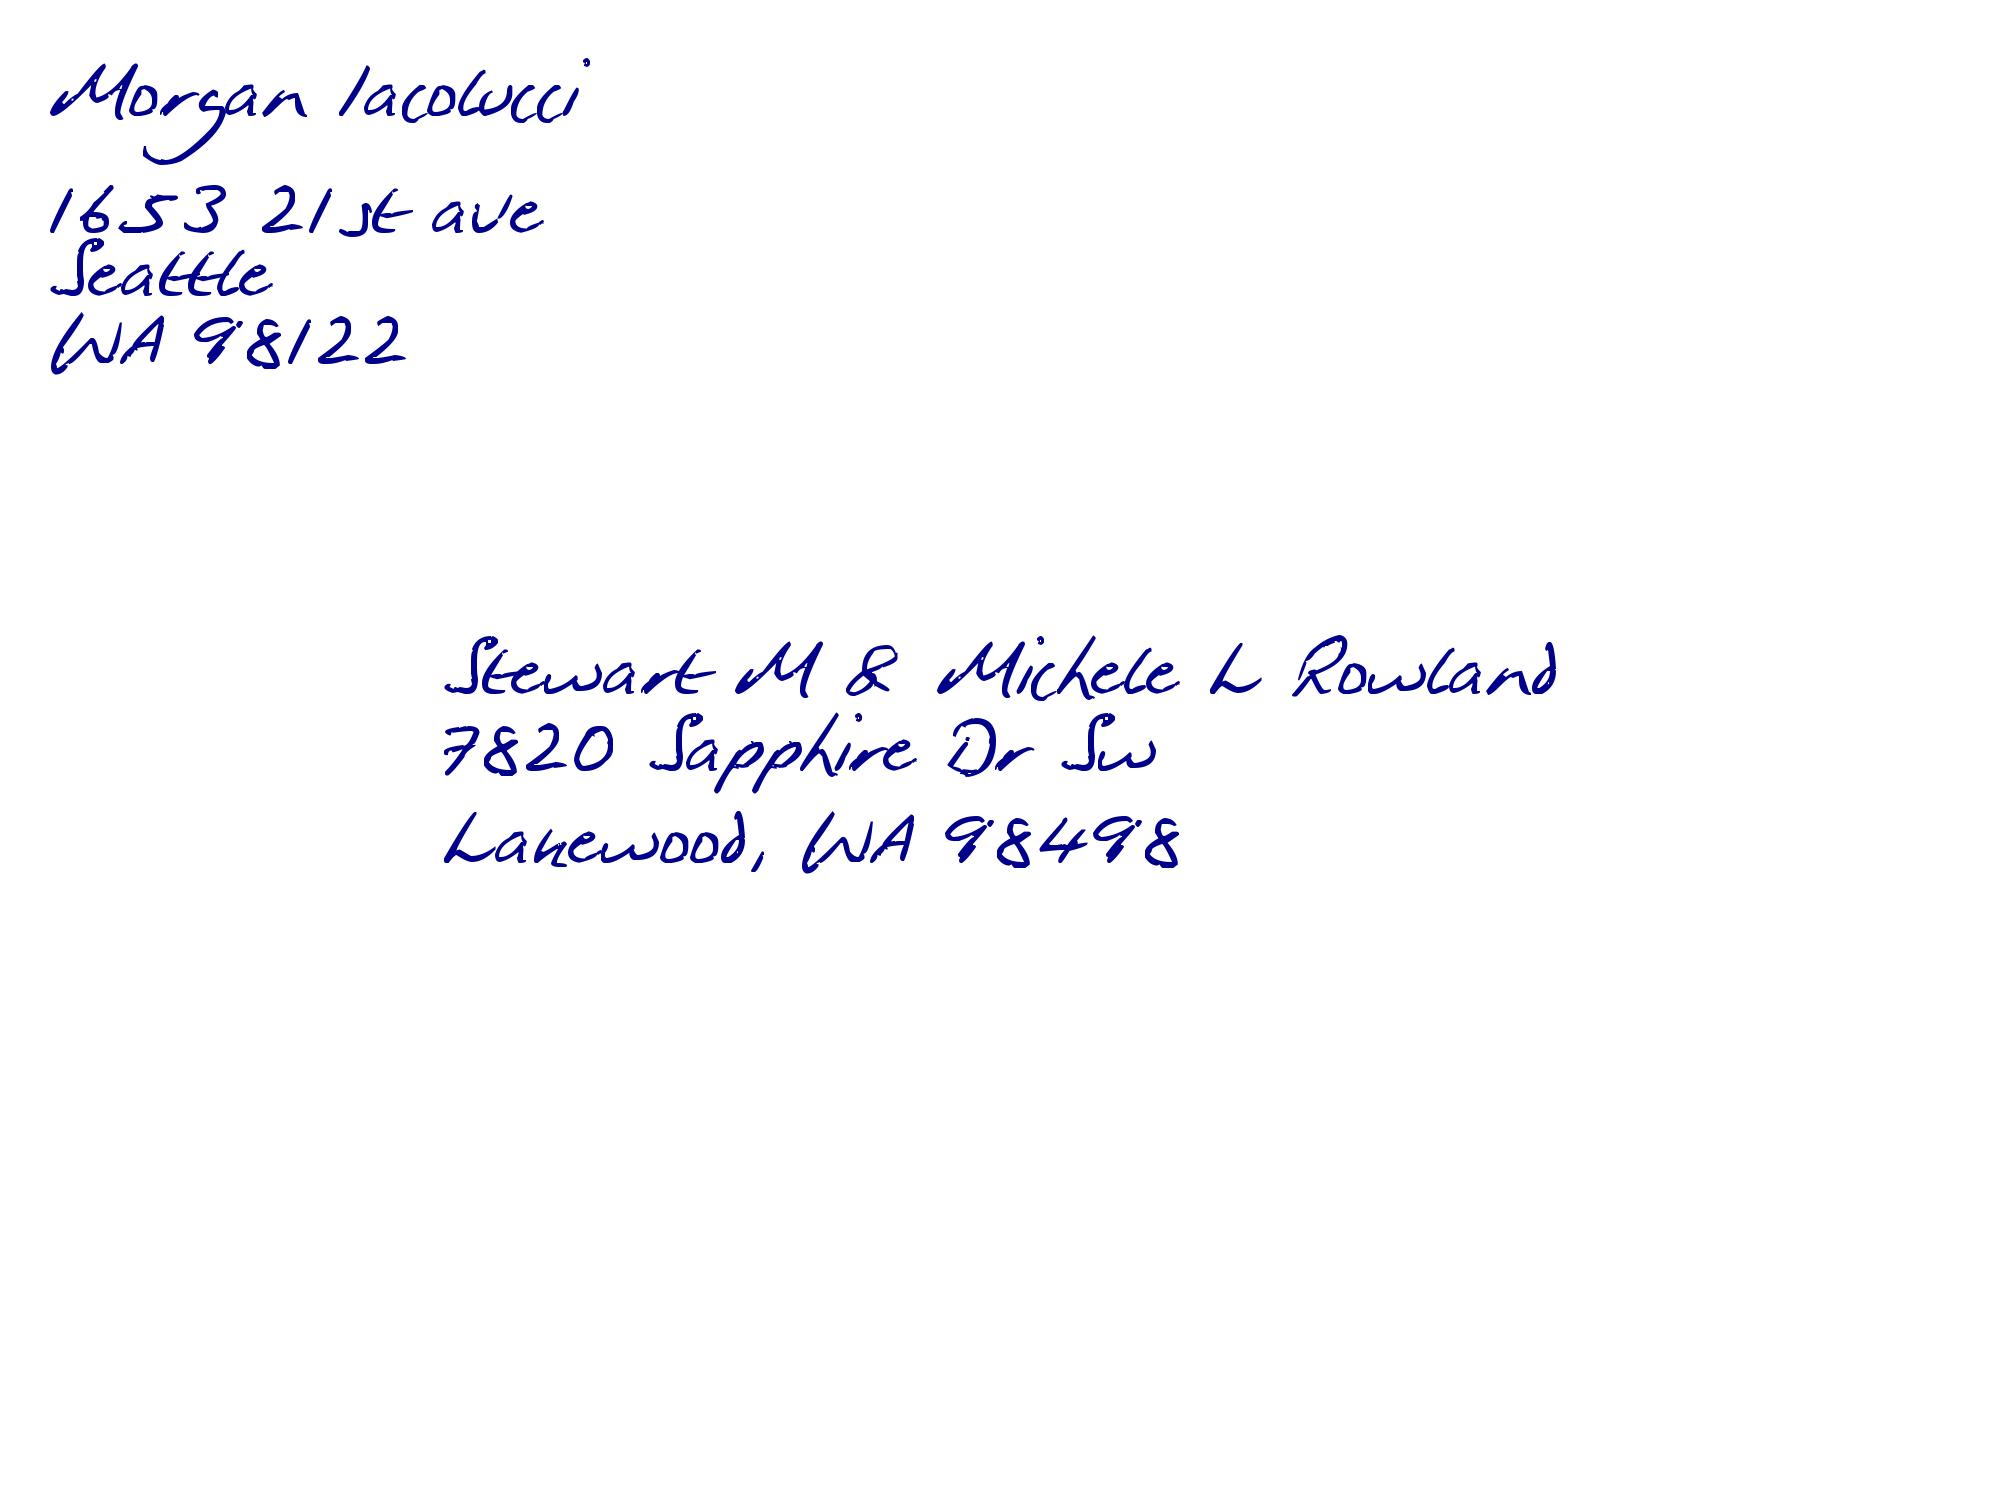 Morgan Iacolucci
1653 21st ave
Seattle
WA 98122
Stewart M & Michele L Rowland
7820 Sapphire Dr Sw
Lakewood, WA 98498